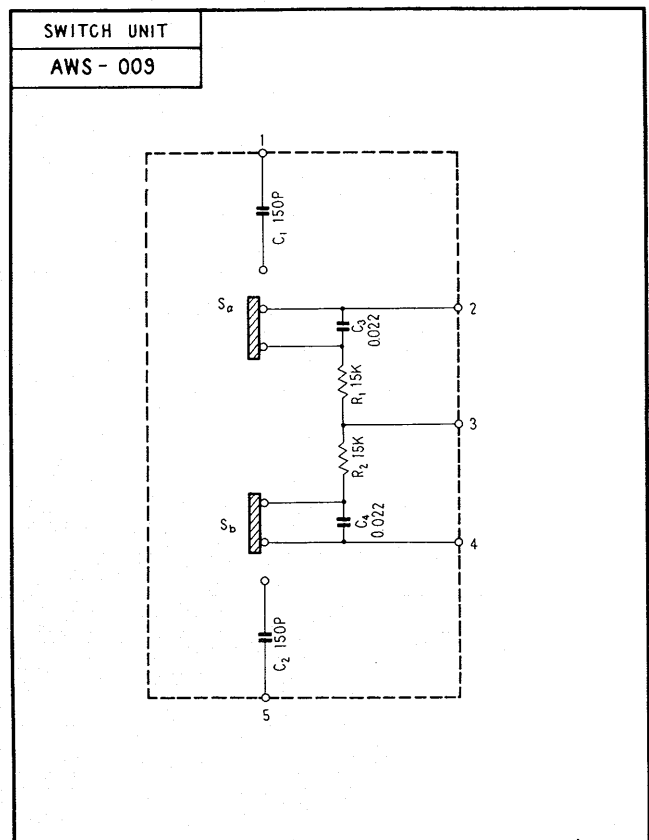 SWITCH UNIT
AWS - 009
1
C₁ 150P
Sa
2
C₃
0.022
R₁ 15K
3
R₂ 15K
Sb
C₄
0.022
4
C₂ 150P
5